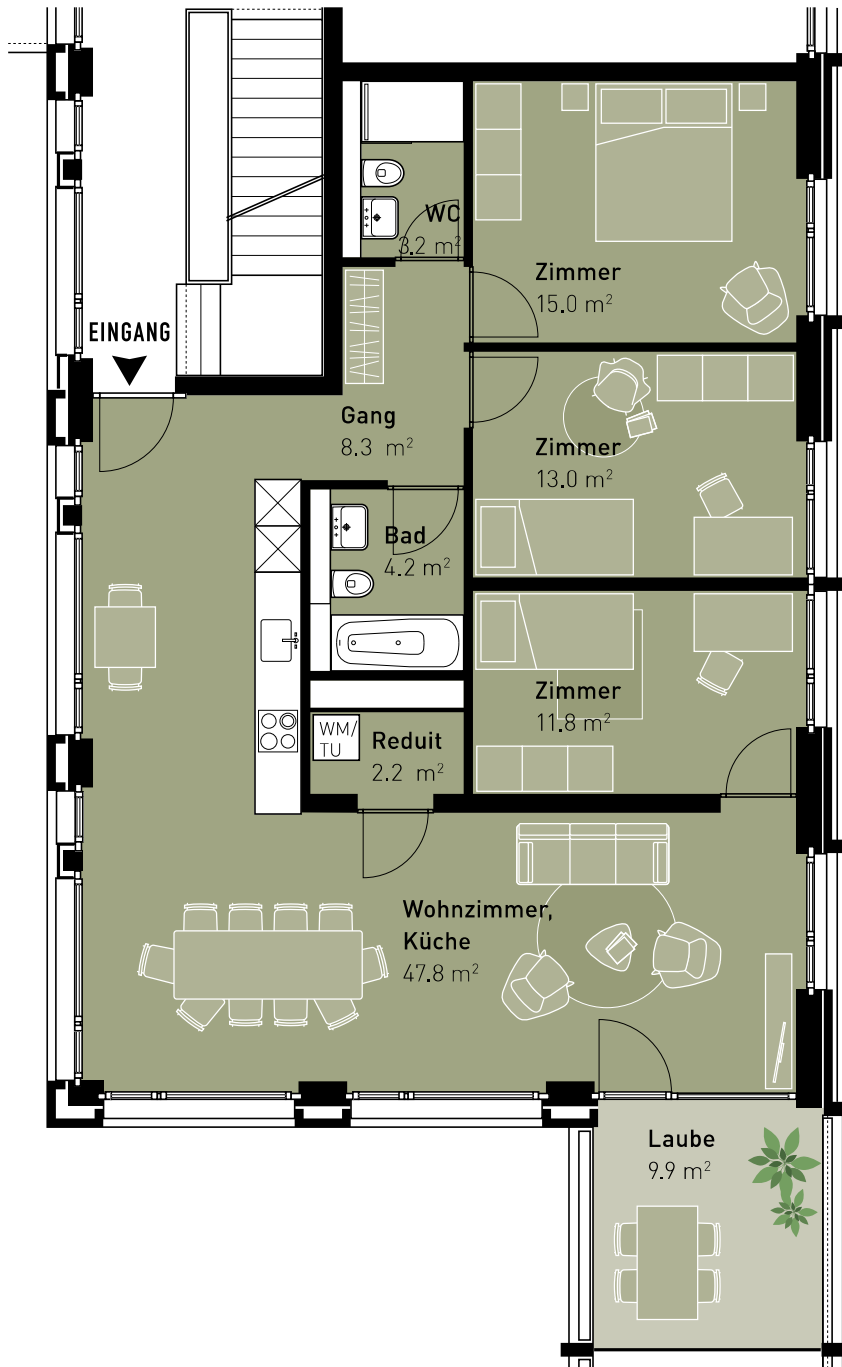 WC
3.2 m²
Zimmer
15.0 m²
EINGANG
Gang
8.3 m²
Zimmer
13.0 m²
Bad
4.2 m²
Zimmer
11.8 m²
WM/
TU
Reduit
2.2 m²
Wohnzimmer,
Küche
47.8 m²
Laube
9.9 m²